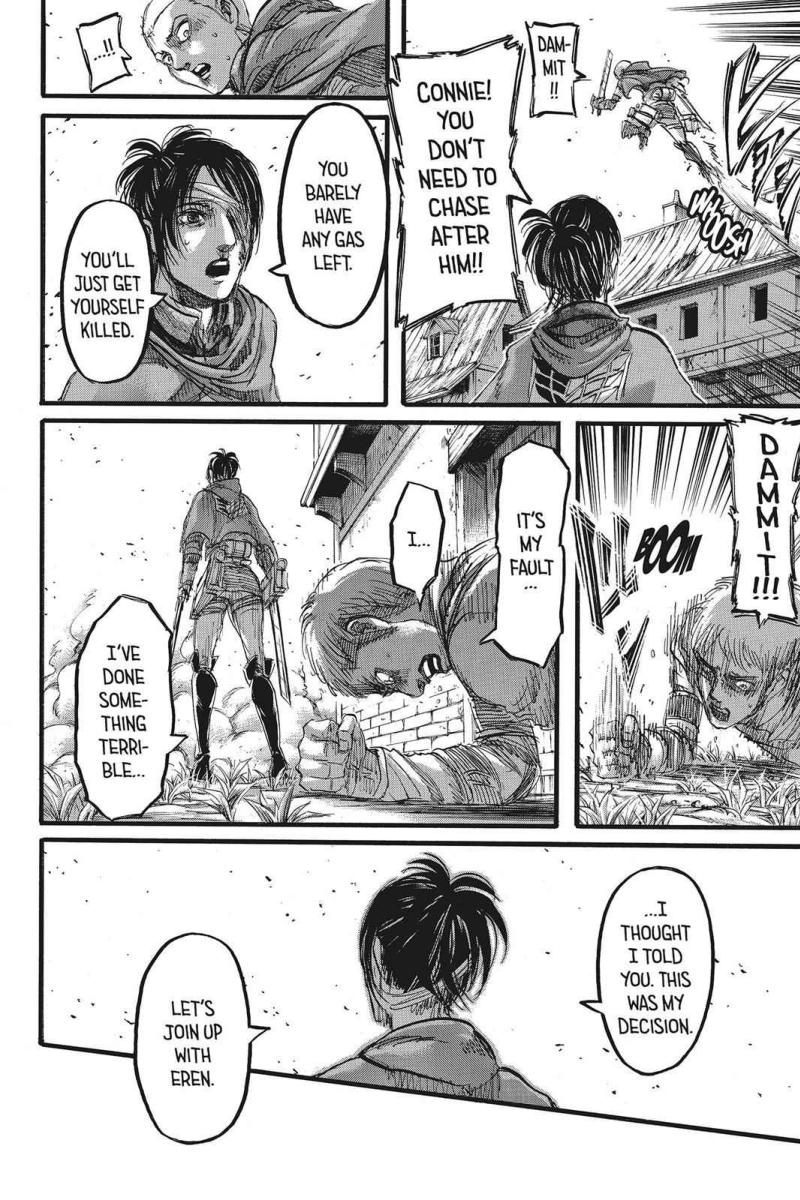 DAM-
MIT
!!
CONNIE!
YOU
DON'T
NEED TO
CHASE
AFTER
HIM!!
WHOOSH
....!!
YOU
BARELY
HAVE
ANY GAS
LEFT.
YOU'LL
JUST GET
YOURSELF
KILLED.
DAMMIT!!!
BOOM
IT'S
MY
FAULT
...
I...
I'VE
DONE
SOME-
THING
TERRI-
BLE...
...I
THOUGHT
I TOLD
YOU. THIS
WAS MY
DECISION.
LET'S
JOIN UP
WITH
EREN.